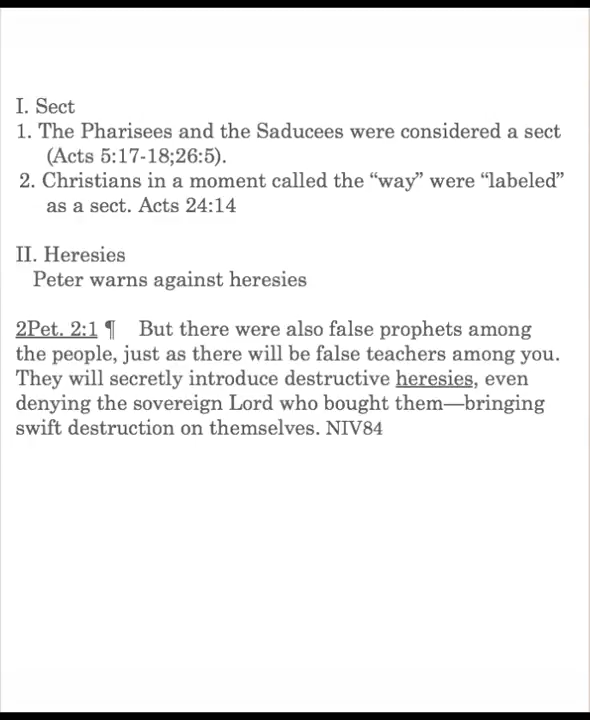 I. Sect
1. The Pharisees and the Saducees were considered a sect
(Acts 5:17-18;26:5).
2. Christians in a moment called the “way” were “labeled”
as a sect. Acts 24:14
II. Heresies
Peter warns against heresies
2Pet. 2:1 ¶ But there were also false prophets among
the people, just as there will be false teachers among you.
They will secretly introduce destructive heresies, even
denying the sovereign Lord who bought them—bringing
swift destruction on themselves. NIV84